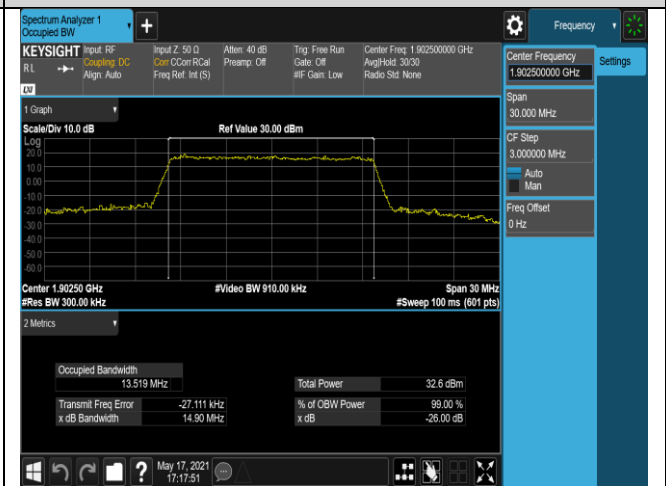 Spectrum Analyzer 1
Occupied BW
+
Frequency
KEYSIGHT
R L
LXI
Input: RF
Coupling: DC
Align: Auto
Input Z: 50 Ω
Corr CCorr RCal
Freq Ref: Int (S)
Atten: 40 dB
Preamp: Off
Trig: Free Run
Gate: Off
#IF Gain: Low
Center Freq: 1.902500000 GHz
Avg|Hold: 30/30
Radio Std: None
Center Frequency
1.902500000 GHz
Settings
Span
30.000 MHz
CF Step
3.000000 MHz
Auto
Man
Freq Offset
0 Hz
1 Graph
Scale/Div 10.0 dB
Ref Value 30.00 dBm
Log
20.0
10.0
0.00
-10.0
-20.0
-30.0
-40.0
-50.0
-60.0
Center 1.90250 GHz
#Video BW 910.00 kHz
Span 30 MHz
#Res BW 300.00 kHz
#Sweep 100 ms (601 pts)
2 Metrics
Occupied Bandwidth
13.519 MHz
Total Power 32.6 dBm
Transmit Freq Error -27.111 kHz
% of OBW Power 99.00 %
x dB Bandwidth 14.90 MHz
x dB -26.00 dB
?
May 17, 2021
17:17:51